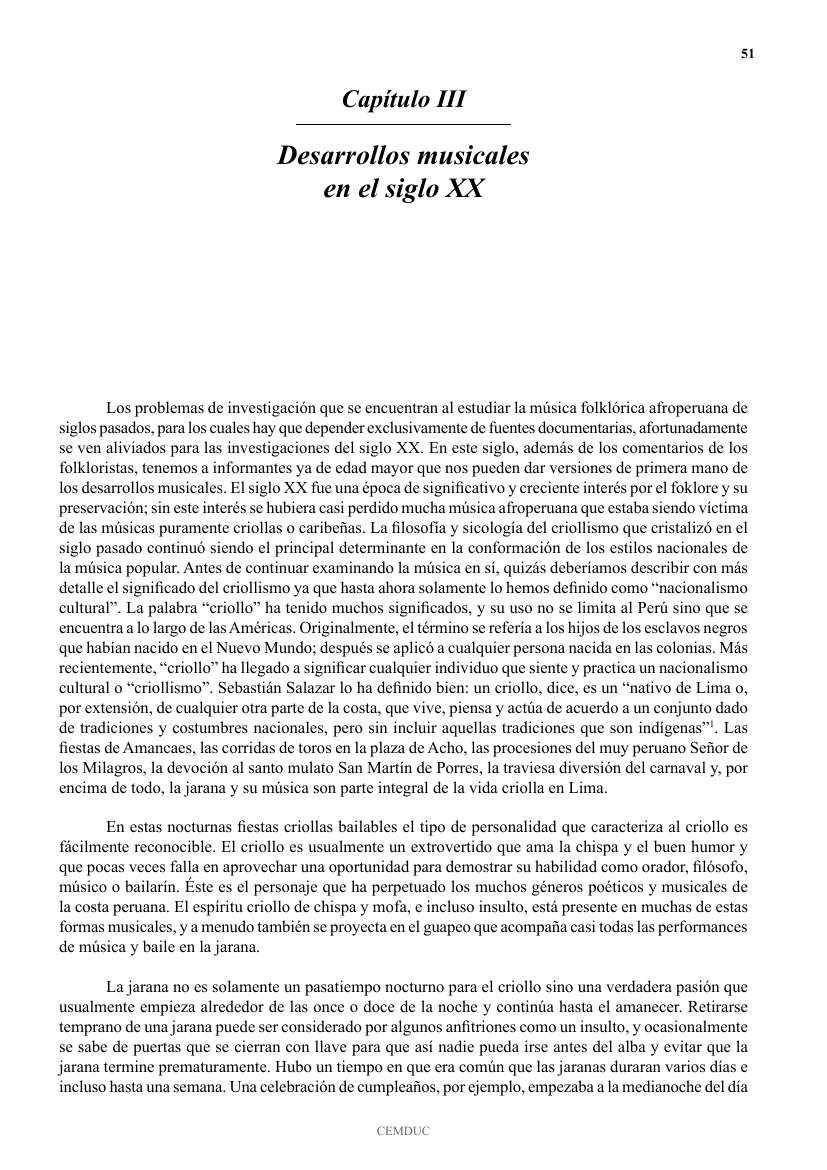 51
Capítulo III
Desarrollos musicales
en el siglo XX
Los problemas de investigación que se encuentran al estudiar la música folklórica afroperuana de
siglos pasados, para los cuales hay que depender exclusivamente de fuentes documentarias, afortunadamente
se ven aliviados para las investigaciones del siglo XX. En este siglo, además de los comentarios de los
folkloristas, tenemos a informantes ya de edad mayor que nos pueden dar versiones de primera mano de
los desarrollos musicales. El siglo XX fue una época de significativo y creciente interés por el foklore y su
preservación; sin este interés se hubiera casi perdido mucha música afroperuana que estaba siendo víctima
de las músicas puramente criollas o caribeñas. La filosofía y sicología del criollismo que cristalizó en el
siglo pasado continuó siendo el principal determinante en la conformación de los estilos nacionales de
la música popular. Antes de continuar examinando la música en sí, quizás deberíamos describir con más
detalle el significado del criollismo ya que hasta ahora solamente lo hemos definido como “nacionalismo
cultural”. La palabra “criollo” ha tenido muchos significados, y su uso no se limita al Perú sino que se
encuentra a lo largo de las Américas. Originalmente, el término se refería a los hijos de los esclavos negros
que habían nacido en el Nuevo Mundo; después se aplicó a cualquier persona nacida en las colonias. Más
recientemente, “criollo” ha llegado a significar cualquier individuo que siente y practica un nacionalismo
cultural o “criollismo”. Sebastián Salazar lo ha definido bien: un criollo, dice, es un “nativo de Lima o,
por extensión, de cualquier otra parte de la costa, que vive, piensa y actúa de acuerdo a un conjunto dado
de tradiciones y costumbres nacionales, pero sin incluir aquellas tradiciones que son indígenas”1. Las
fiestas de Amancaes, las corridas de toros en la plaza de Acho, las procesiones del muy peruano Señor de
los Milagros, la devoción al santo mulato San Martín de Porres, la traviesa diversión del carnaval y, por
encima de todo, la jarana y su música son parte integral de la vida criolla en Lima.
En estas nocturnas fiestas criollas bailables el tipo de personalidad que caracteriza al criollo es
fácilmente reconocible. El criollo es usualmente un extrovertido que ama la chispa y el buen humor y
que pocas veces falla en aprovechar una oportunidad para demostrar su habilidad como orador, filósofo,
músico o bailarín. Éste es el personaje que ha perpetuado los muchos géneros poéticos y musicales de
la costa peruana. El espíritu criollo de chispa y mofa, e incluso insulto, está presente en muchas de estas
formas musicales, y a menudo también se proyecta en el guapeo que acompaña casi todas las performances
de música y baile en la jarana.
La jarana no es solamente un pasatiempo nocturno para el criollo sino una verdadera pasión que
usualmente empieza alrededor de las once o doce de la noche y continúa hasta el amanecer. Retirarse
temprano de una jarana puede ser considerado por algunos anfitriones como un insulto, y ocasionalmente
se sabe de puertas que se cierran con llave para que así nadie pueda irse antes del alba y evitar que la
jarana termine prematuramente. Hubo un tiempo en que era común que las jaranas duraran varios días e
incluso hasta una semana. Una celebración de cumpleaños, por ejemplo, empezaba a la medianoche del día
CEMDUC